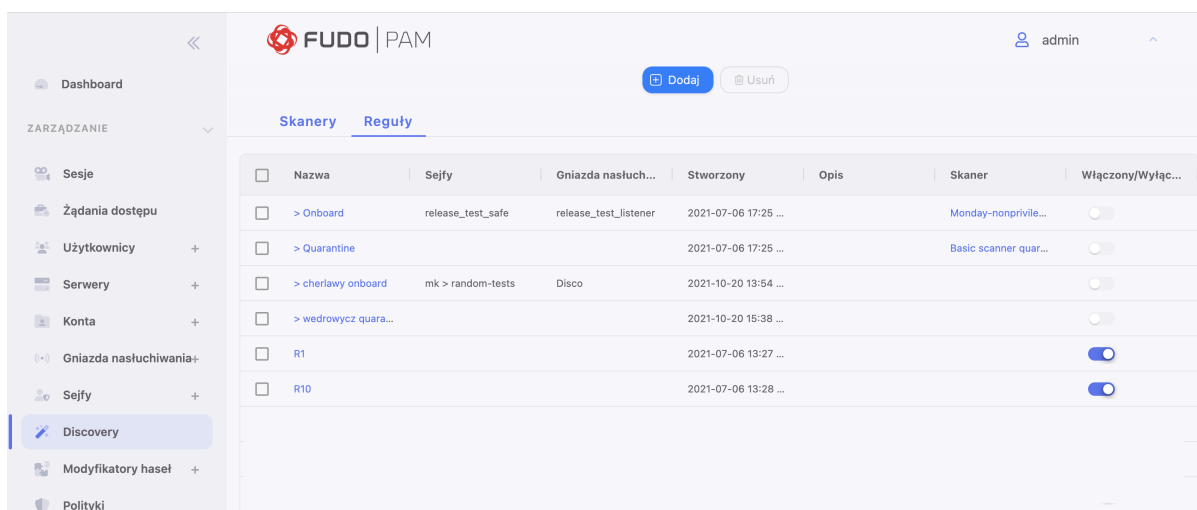 FUDO PAM
admin
Dodaj
Usuń
Dashboard
ZARZĄDZANIE
Sesje
Żądania dostępu
Użytkownicy +
Serwery +
Konta +
Gniazda nasłuchiwania+
Sejfy +
Discovery
Modyfikatory haseł +
Polityki
Skanery Reguły
Nazwa Sejfy Gniazda nasłuch... Stworzony Opis Skaner Włączony/Wyłąc...
> Onboard release_test_safe release_test_listener 2021-07-06 17:25 ... Monday-nonprivile...
> Quarantine 2021-07-06 17:25 ... Basic scanner quar...
> cherlawy onboard mk > random-tests Disco 2021-10-20 13:54 ...
> wedrowycz quara... 2021-10-20 15:38 ...
R1 2021-07-06 13:27 ...
R10 2021-07-06 13:28 ...